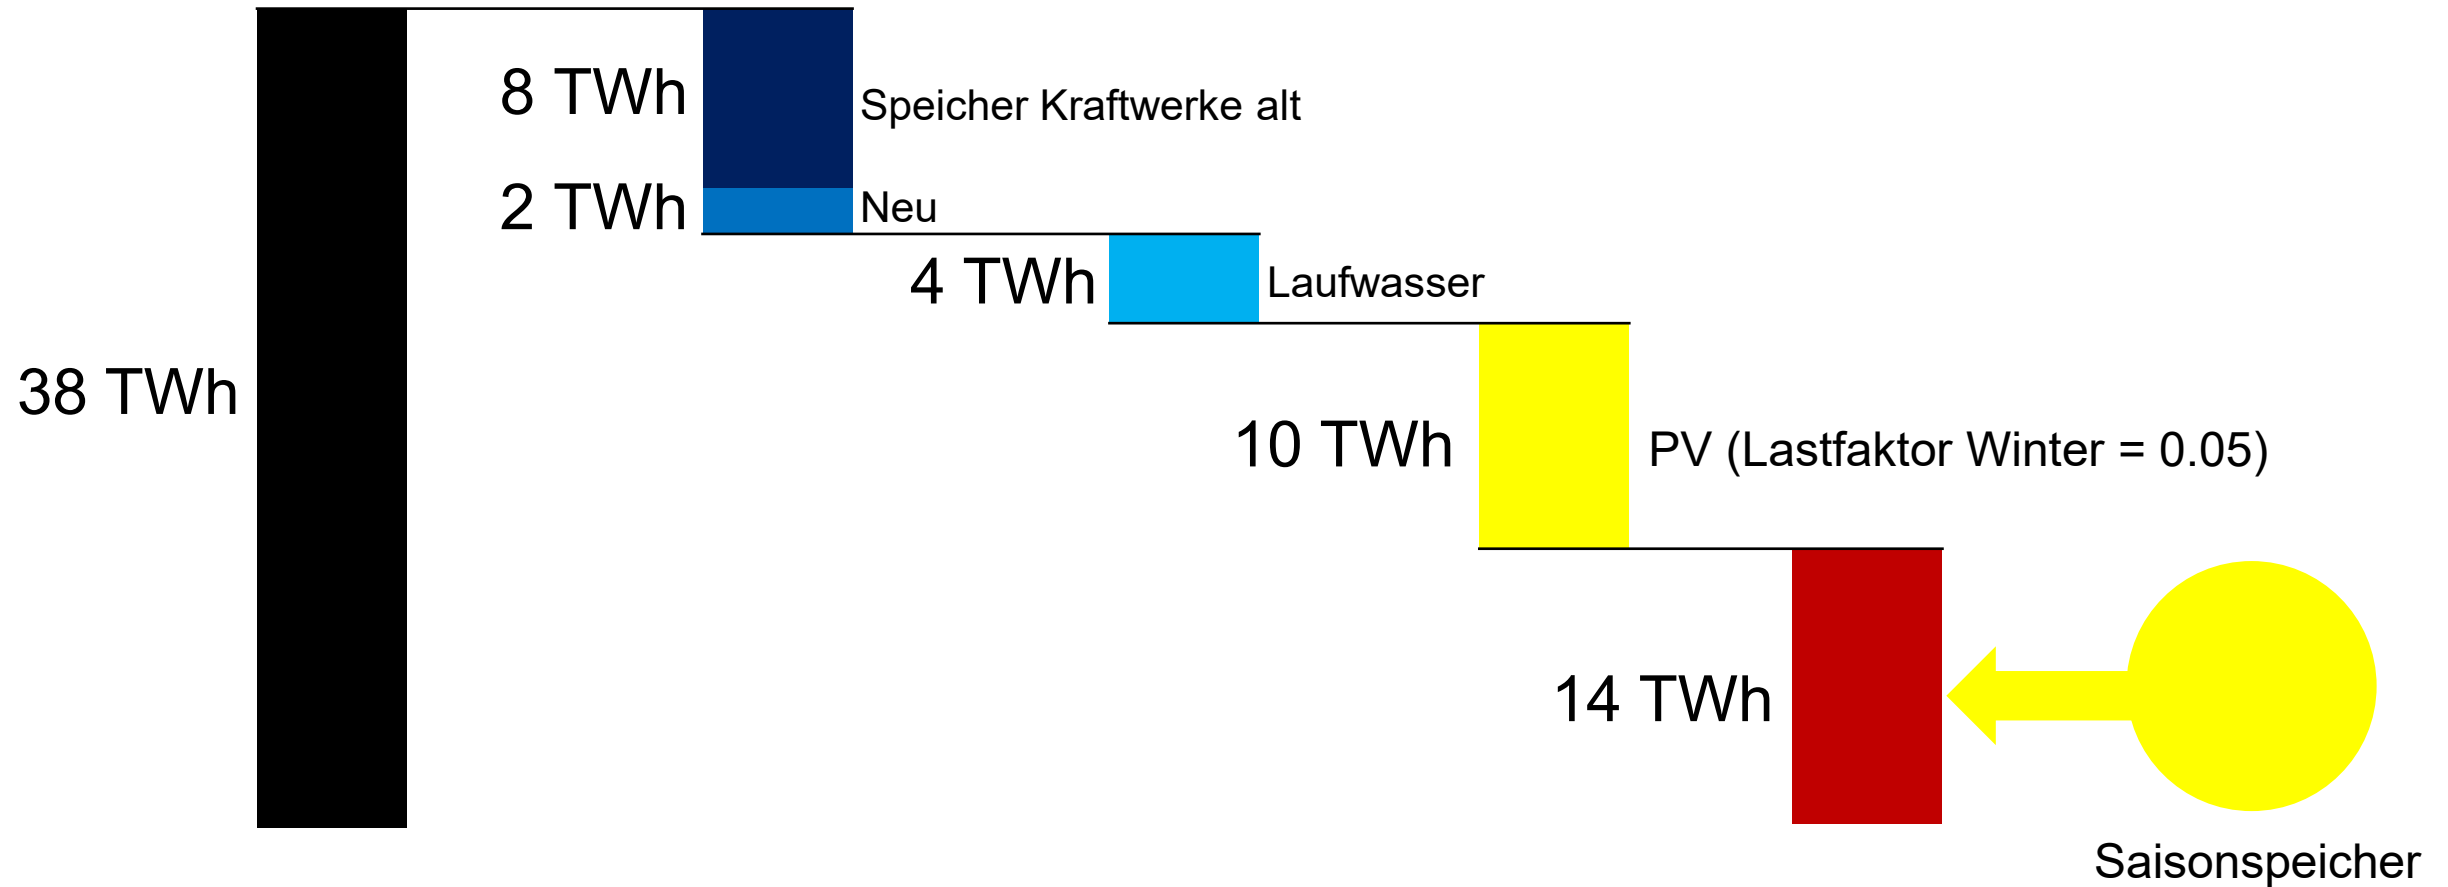 8 TWh
Speicher Kraftwerke alt
2 TWh
Neu
4 TWh
Laufwasser
38 TWh
10 TWh
PV (Lastfaktor Winter = 0.05)
14 TWh
Saisonspeicher